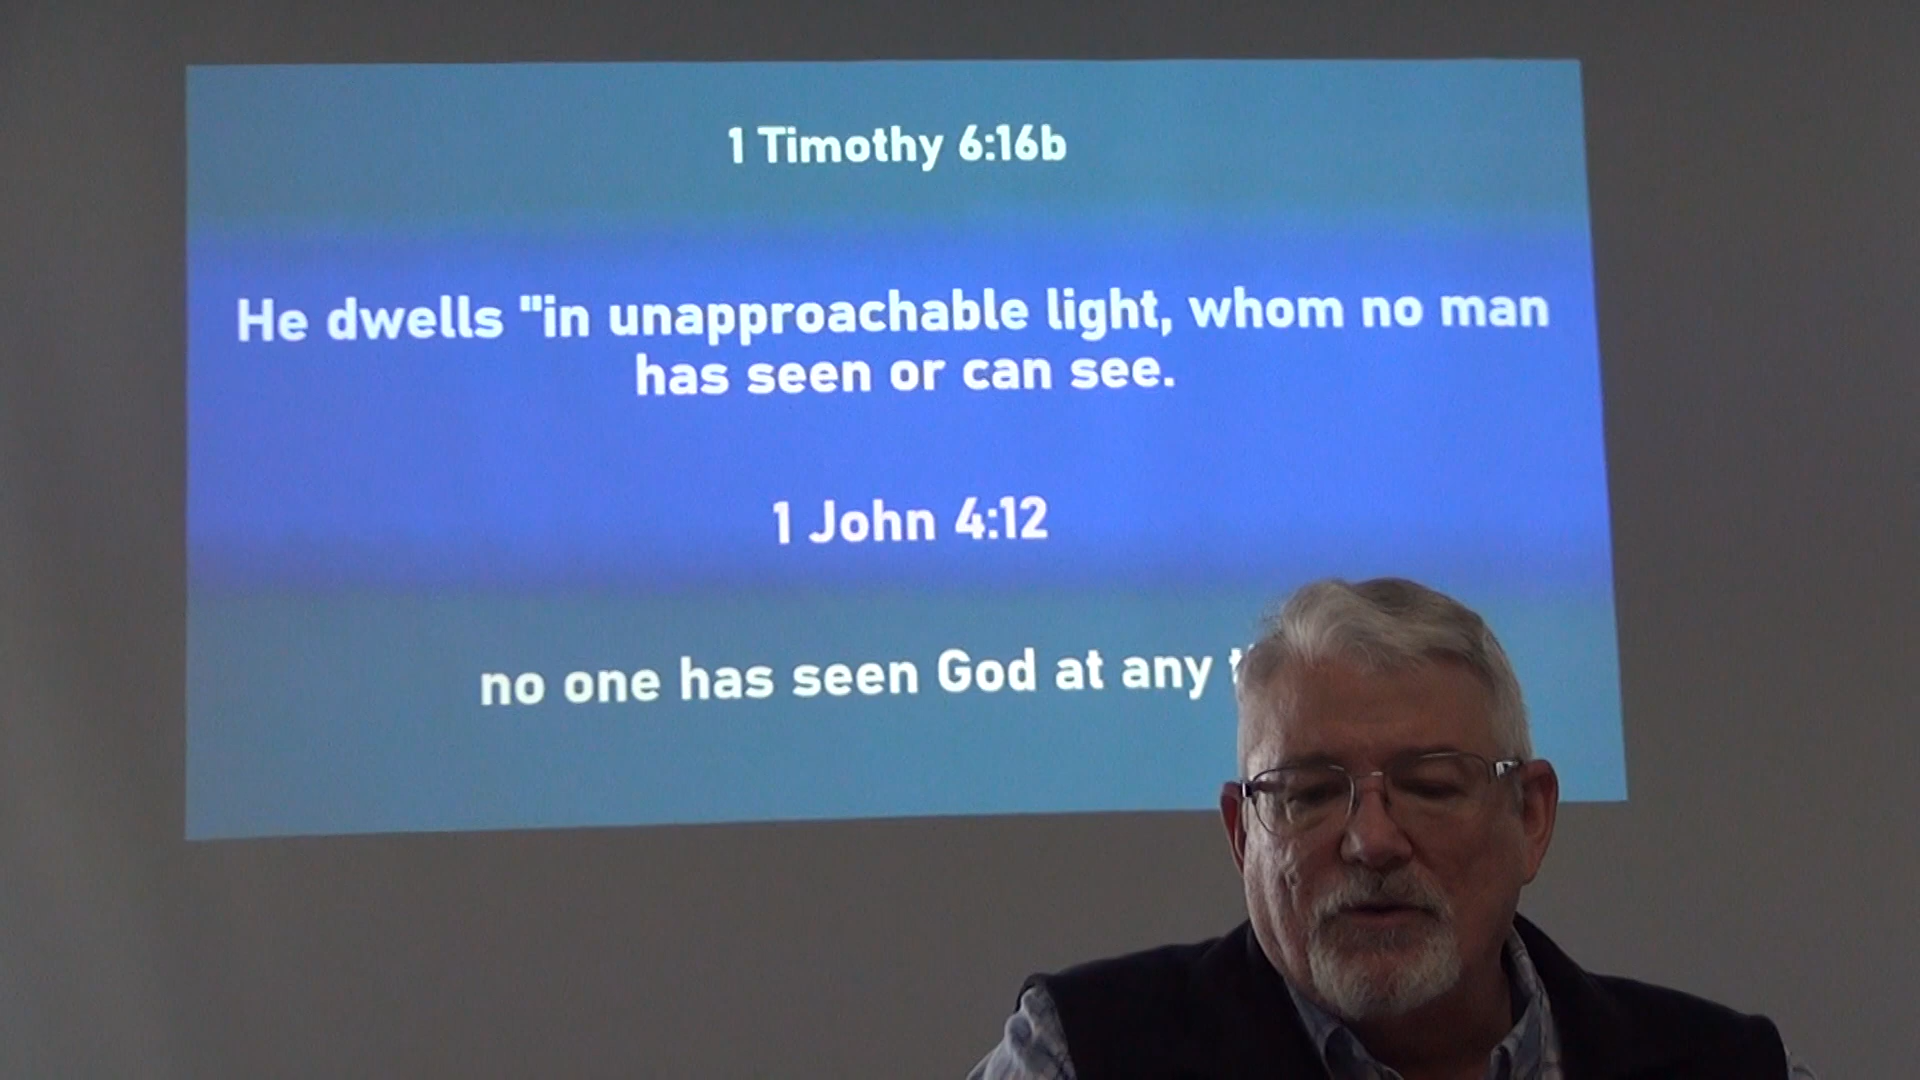 1 Timothy 6:16b
He dwells "in unapproachable light, whom no man
has seen or can see.
1 John 4:12
no one has seen God at any